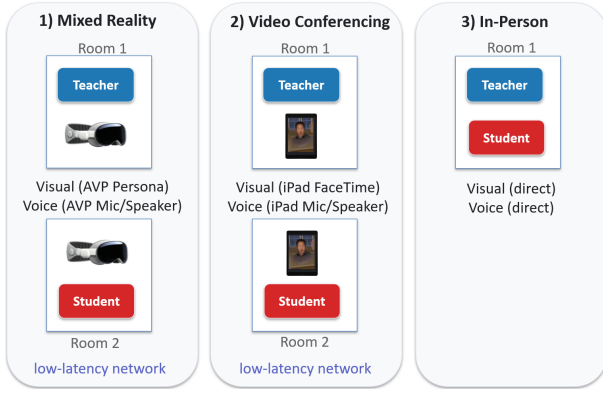 1) Mixed Reality
Room 1
Teacher
Visual (AVP Persona)
Voice (AVP Mic/Speaker)
Student
Room 2
low-latency network
2) Video Conferencing
Room 1
Teacher
Visual (iPad FaceTime)
Voice (iPad Mic/Speaker)
Student
Room 2
low-latency network
3) In-Person
Room 1
Teacher
Student
Visual (direct)
Voice (direct)